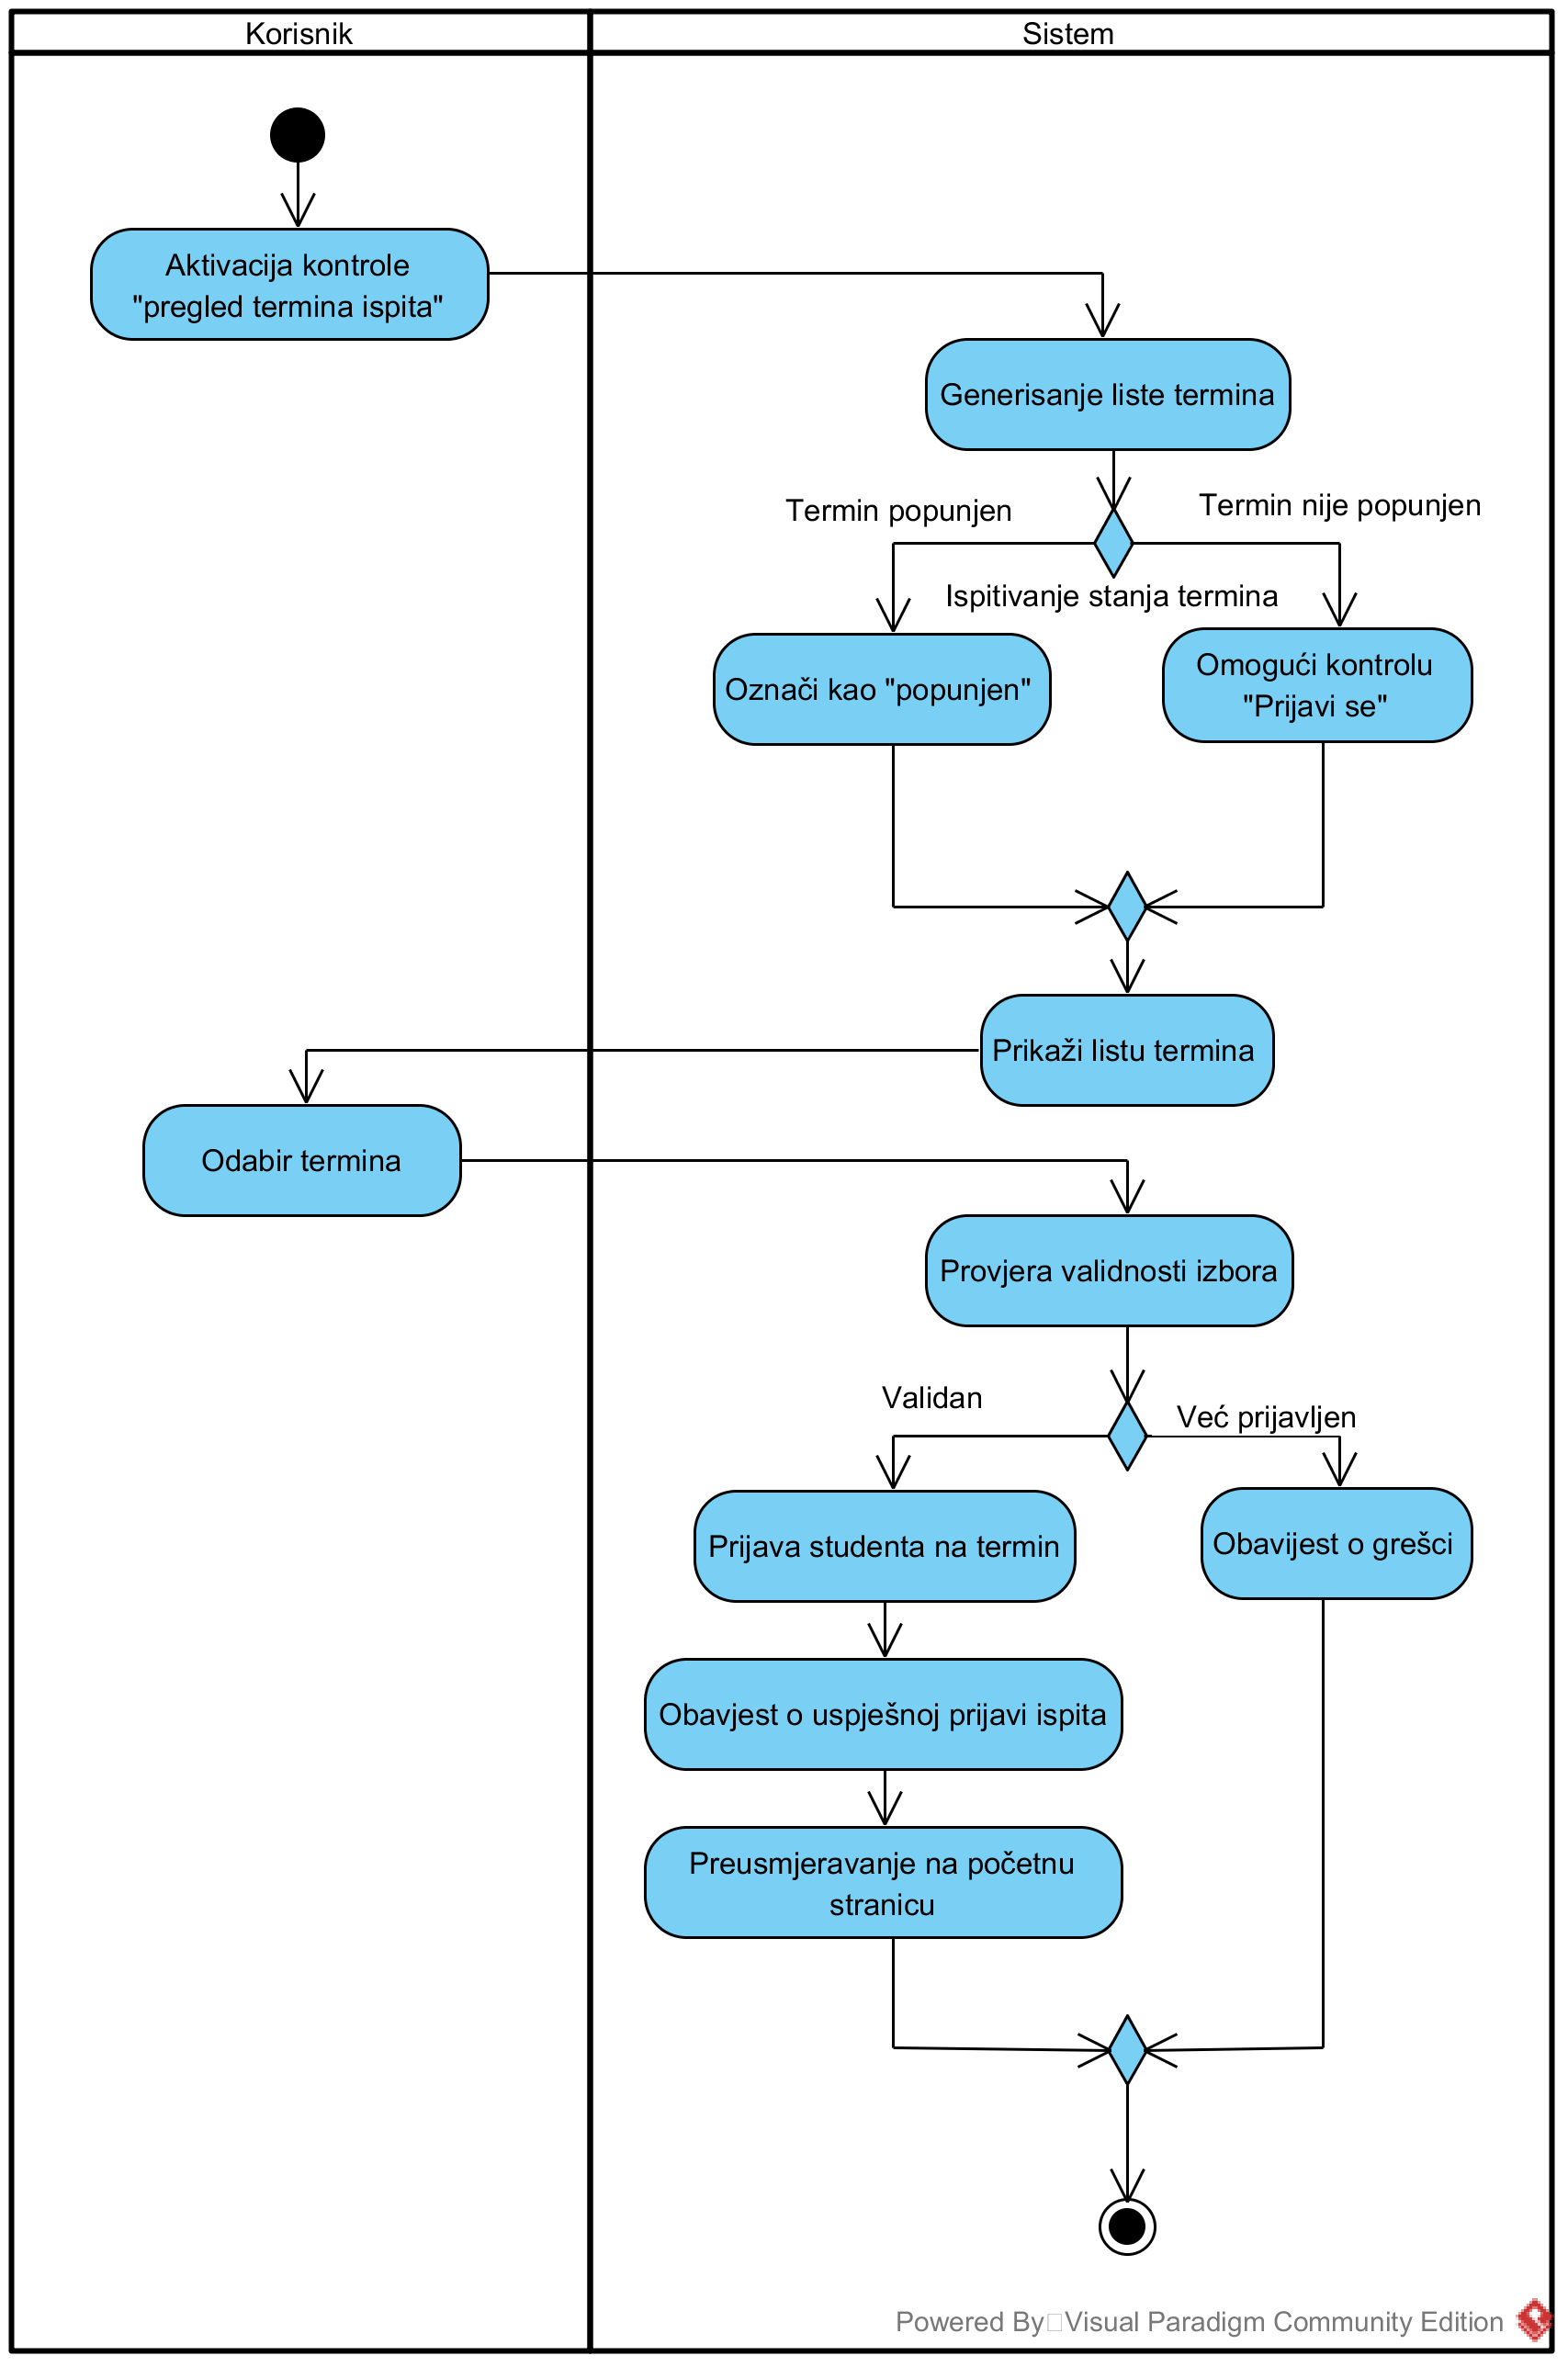 Korisnik
Sistem
Aktivacija kontrole
"pregled termina ispita"
Generisanje liste termina
Termin popunjen
Termin nije popunjen
Ispitivanje stanja termina
Označi kao "popunjen"
Omogući kontrolu
"Prijavi se"
Prikaži listu termina
Odabir termina
Provjera validnosti izbora
Validan
Već prijavljen
Prijava studenta na termin
Obavijest o grešci
Obavjest o uspješnoj prijavi ispita
Preusmjeravanje na početnu
stranicu
Powered By Visual Paradigm Community Edition